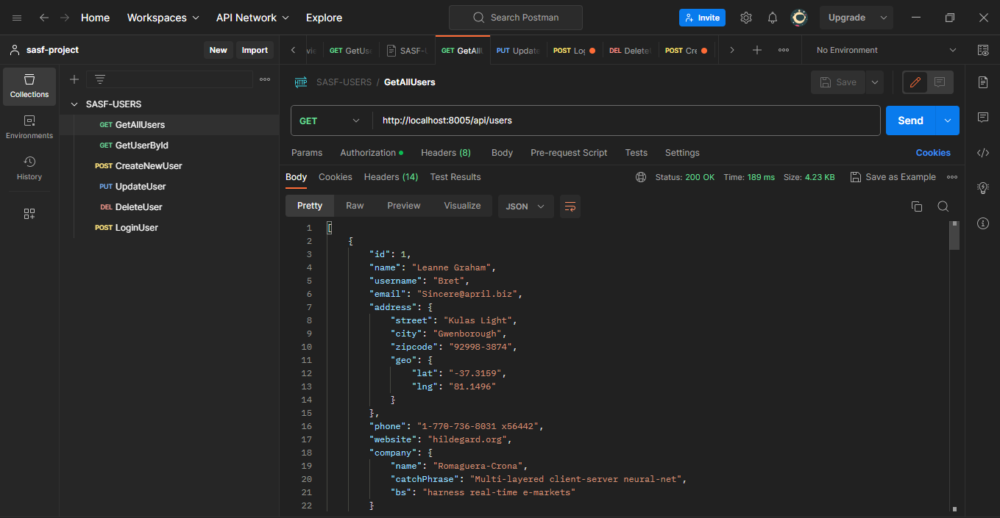 Home Workspaces API Network Explore Search Postman Invite Upgrade
sasf-project New Import
GET GetUse SASF-U GET GetAllU PUT Update POST Log DEL Delete POST Cre No Environment
Collections
Environments
History
SASF-USERS
GET GetAllUsers
GET GetUserById
POST CreateNewUser
PUT UpdateUser
DEL DeleteUser
POST LoginUser
HTTP SASF-USERS / GetAllUsers Save
GET http://localhost:8005/api/users Send
Params Authorization Headers (8) Body Pre-request Script Tests Settings Cookies
Body Cookies Headers (14) Test Results Status: 200 OK Time: 189 ms Size: 4.23 KB Save as Example
Pretty Raw Preview Visualize JSON
1 [
2 {
3 "id": 1,
4 "name": "Leanne Graham",
5 "username": "Bret",
6 "email": "Sincere@april.biz",
7 "address": {
8 "street": "Kulas Light",
9 "city": "Gwenborough",
10 "zipcode": "92998-3874",
11 "geo": {
12 "lat": "-37.3159",
13 "lng": "81.1496"
14 }
15 },
16 "phone": "1-770-736-8031 x56442",
17 "website": "hildegard.org",
18 "company": {
19 "name": "Romaguera-Crona",
20 "catchPhrase": "Multi-layered client-server neural-net",
21 "bs": "harness real-time e-markets"
22 }